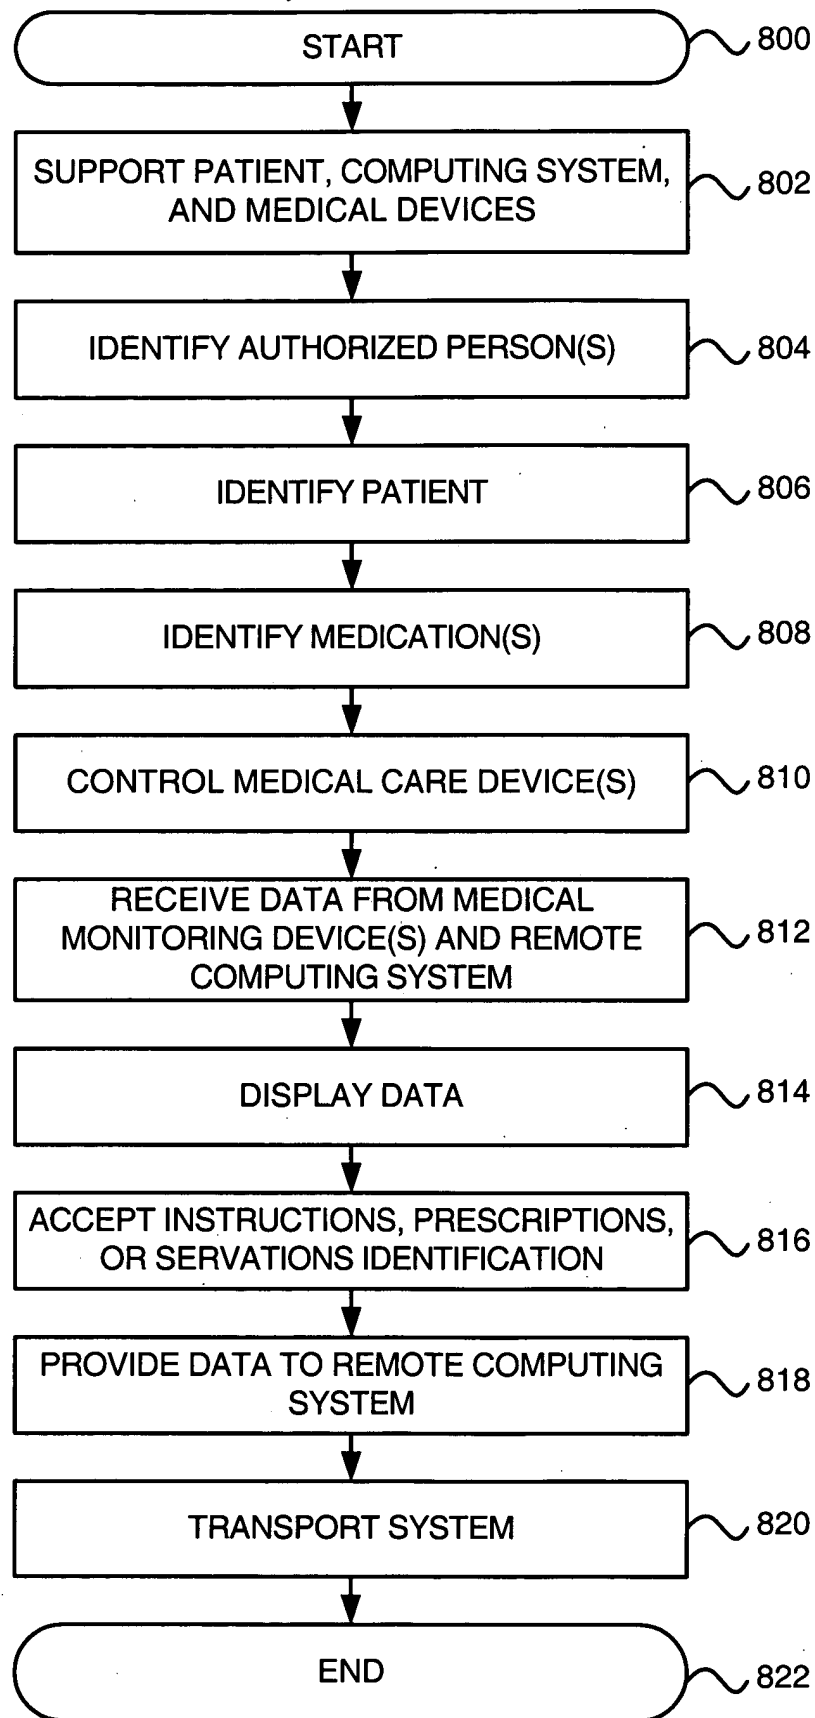 START
800
SUPPORT PATIENT, COMPUTING SYSTEM,
AND MEDICAL DEVICES
802
IDENTIFY AUTHORIZED PERSON(S)
804
IDENTIFY PATIENT
806
IDENTIFY MEDICATION(S)
808
CONTROL MEDICAL CARE DEVICE(S)
810
RECEIVE DATA FROM MEDICAL
MONITORING DEVICE(S) AND REMOTE
COMPUTING SYSTEM
812
DISPLAY DATA
814
ACCEPT INSTRUCTIONS, PRESCRIPTIONS,
OR SERVATIONS IDENTIFICATION
816
PROVIDE DATA TO REMOTE COMPUTING
SYSTEM
818
TRANSPORT SYSTEM
820
END
822